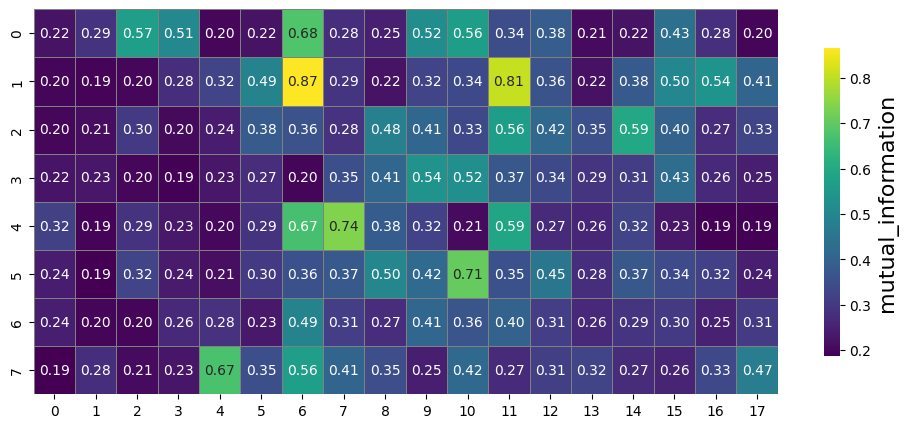 0 0.22 0.29 0.57 0.51 0.20 0.22 0.68 0.28 0.25 0.52 0.56 0.34 0.38 0.21 0.22 0.43 0.28 0.20
1 0.20 0.19 0.20 0.28 0.32 0.49 0.87 0.29 0.22 0.32 0.34 0.81 0.36 0.22 0.38 0.50 0.54 0.41
2 0.20 0.21 0.30 0.20 0.24 0.38 0.36 0.28 0.48 0.41 0.33 0.56 0.42 0.35 0.59 0.40 0.27 0.33
3 0.22 0.23 0.20 0.19 0.23 0.27 0.20 0.35 0.41 0.54 0.52 0.37 0.34 0.29 0.31 0.43 0.26 0.25
4 0.32 0.19 0.29 0.23 0.20 0.29 0.67 0.74 0.38 0.32 0.21 0.59 0.27 0.26 0.32 0.23 0.19 0.19
5 0.24 0.19 0.32 0.24 0.21 0.30 0.36 0.37 0.50 0.42 0.71 0.35 0.45 0.28 0.37 0.34 0.32 0.24
6 0.24 0.20 0.20 0.26 0.28 0.23 0.49 0.31 0.27 0.41 0.36 0.40 0.31 0.26 0.29 0.30 0.25 0.31
7 0.19 0.28 0.21 0.23 0.67 0.35 0.56 0.41 0.35 0.25 0.42 0.27 0.31 0.32 0.27 0.26 0.33 0.47
0 1 2 3 4 5 6 7 8 9 10 11 12 13 14 15 16 17
0.8
0.7
0.6
0.5
0.4
0.3
0.2
mutual_information